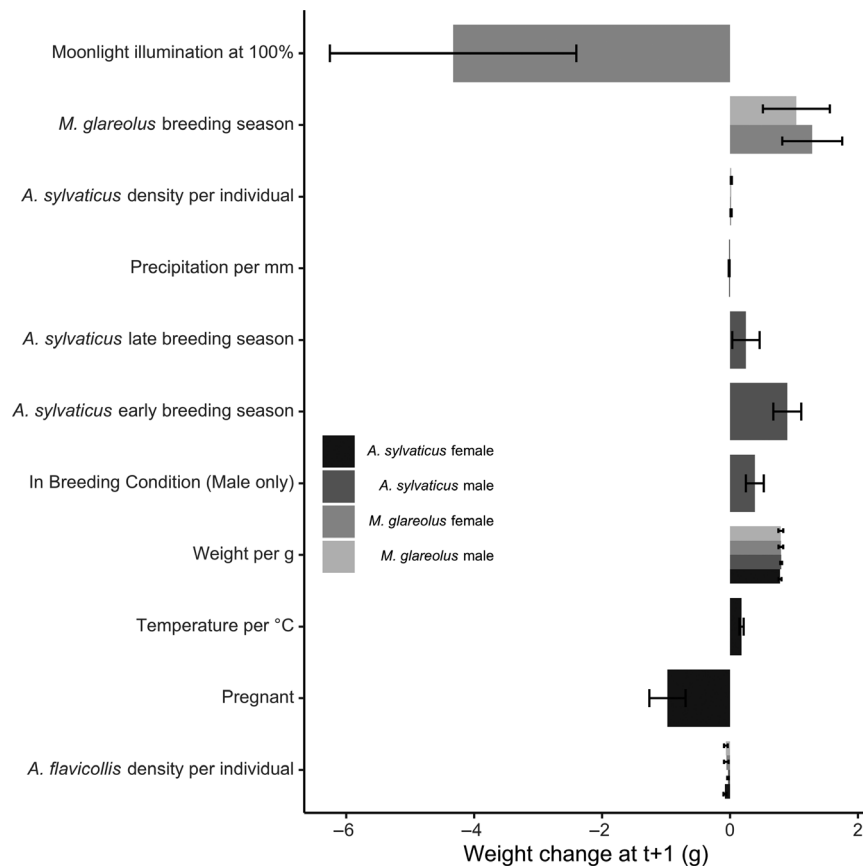 Moonlight illumination at 100%
M. glareolus breeding season
A. sylvaticus density per individual
Precipitation per mm
A. sylvaticus late breeding season
A. sylvaticus early breeding season
In Breeding Condition (Male only)
Weight per g
Temperature per °C
Pregnant
A. flavicollis density per individual
A. sylvaticus female
A. sylvaticus male
M. glareolus female
M. glareolus male
–6 –4 –2 0 2
Weight change at t+1 (g)